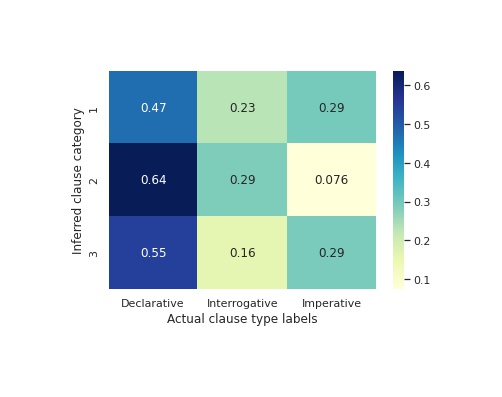 Inferred clause category
1
0.47 0.23 0.29
2
0.64 0.29 0.076
3
0.55 0.16 0.29
Declarative Interrogative Imperative
Actual clause type labels
0.6
0.5
0.4
0.3
0.2
0.1